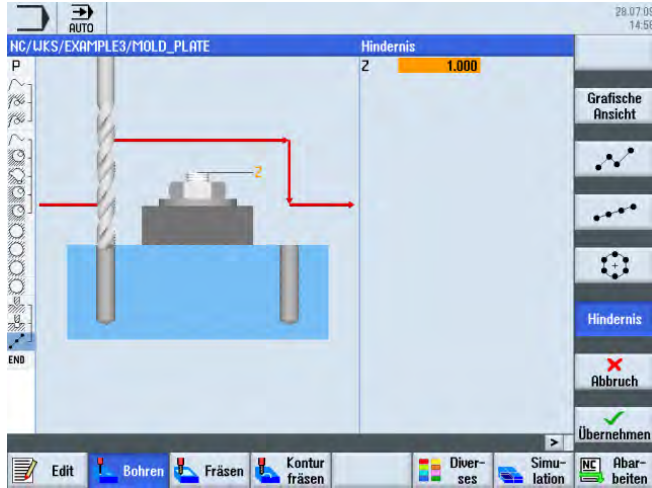 AUTO
28.07.09
14:58
NC/WKS/EXAMPLE3/MOLD_PLATE
Hindernis
P
Z 1.000
Z
END
Grafische
Ansicht
Hindernis
Abbruch
Übernehmen
>
Edit
Bohren
Fräsen
Kontur
fräsen
Diver-
ses
Simu-
lation
NC
Abar-
beiten